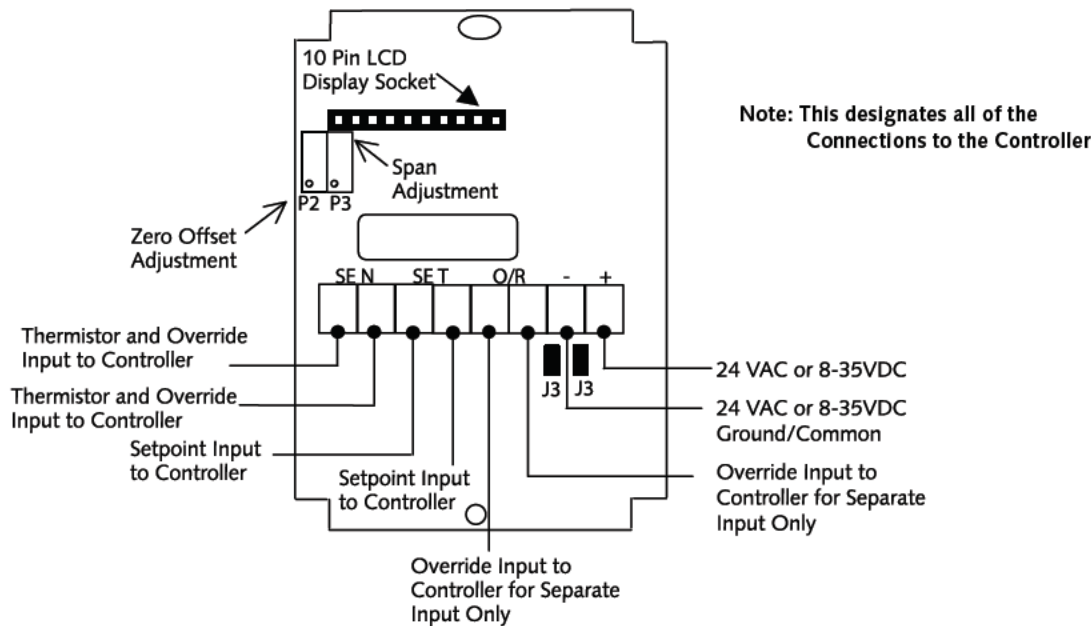 10 Pin LCD
Display Socket
Note: This designates all of the
Connections to the Controller
Span
Adjustment
P2 P3
Zero Offset
Adjustment
SE N SE T O/R - +
Thermistor and Override
Input to Controller
J3 J3
24 VAC or 8-35VDC
Thermistor and Override
Input to Controller
24 VAC or 8-35VDC
Ground/Common
Setpoint Input
to Controller
Setpoint Input
to Controller
Override Input to
Controller for Separate
Input Only
Override Input to
Controller for Separate
Input Only